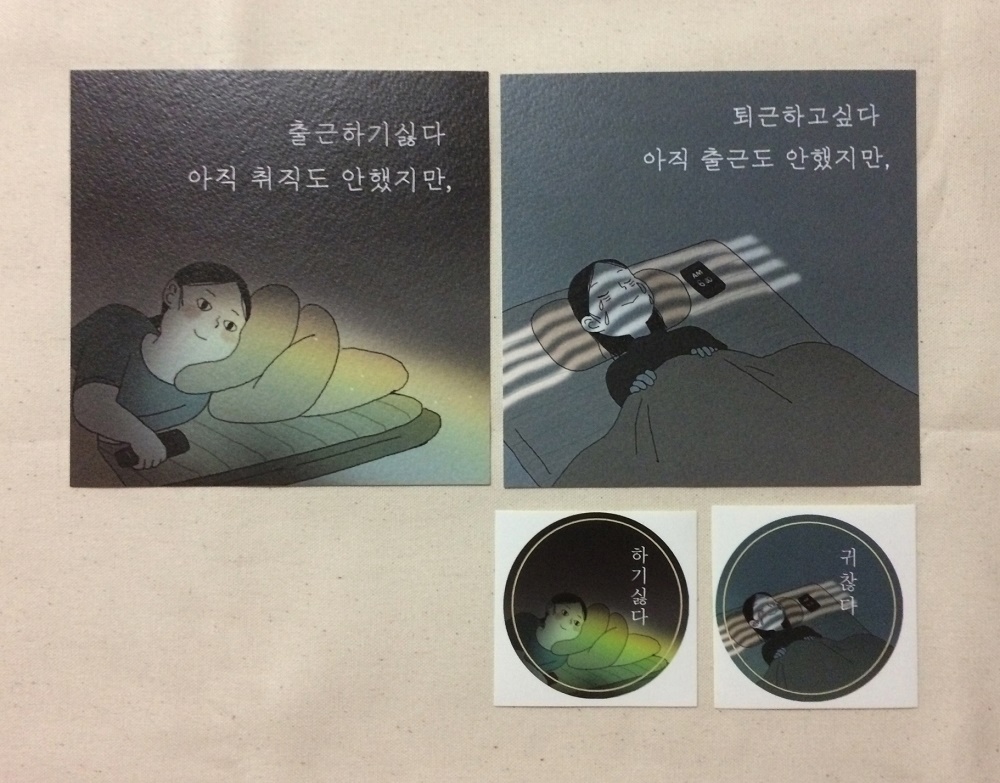 출근하기싫다
아직 취직도 안했지만,
퇴근하고싶다
아직 출근도 안했지만,
AM
하기싫다
귀찮다